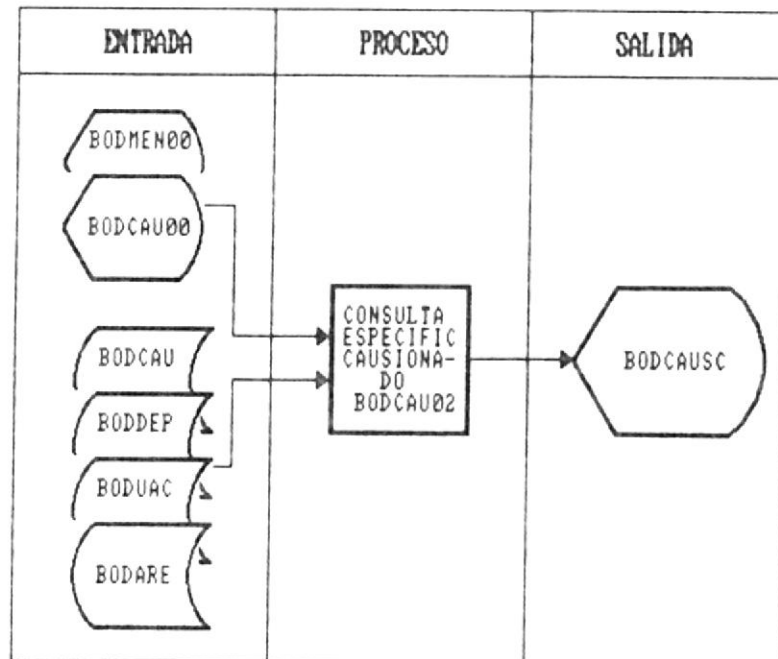 ENTRADA
PROCESO
SALIDA
BODMEN00
BODCAU00
BODCAU
BODDEP
BODUAC
BODARE
CONSULTA
ESPECIFIC
CAUSIONA-
DO
BODCAU02
BODCAUSC